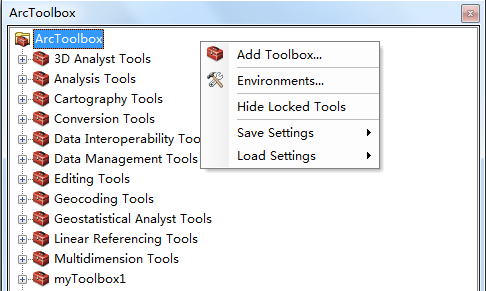 ArcToolbox
ArcToolbox
3D Analyst Tools
Analysis Tools
Cartography Tools
Conversion Tools
Data Interoperability Too
Data Management Tools
Editing Tools
Geocoding Tools
Geostatistical Analyst Tools
Linear Referencing Tools
Multidimension Tools
myToolbox1
Add Toolbox...
Environments...
Hide Locked Tools
Save Settings
Load Settings